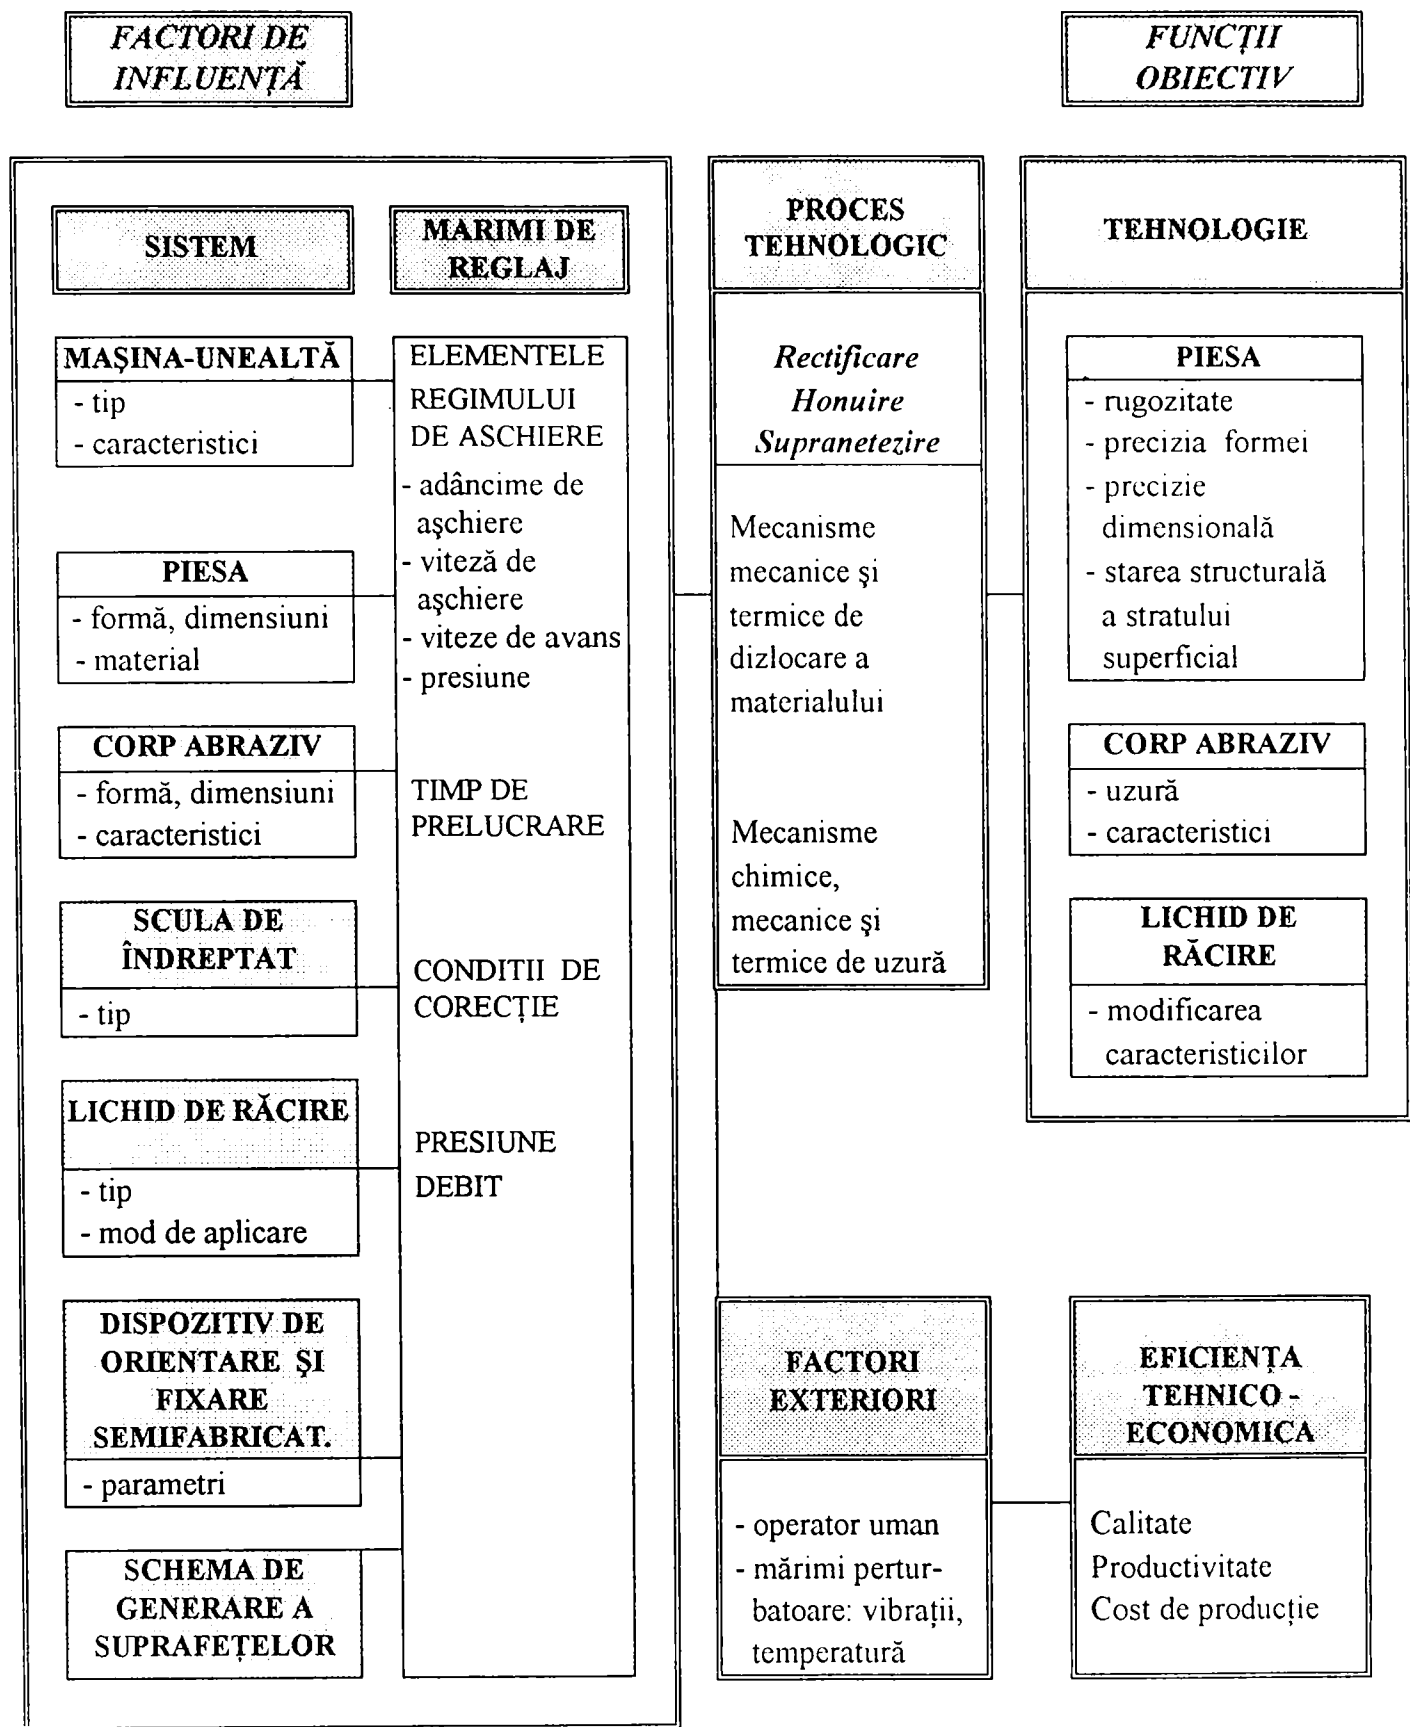 FACTORI DE
INFLUENȚĂ
FUNCȚII
OBIECTIV
SISTEM
MAȘINA-UNEALTĂ
- tip
- caracteristici
PIESA
- formă, dimensiuni
- material
CORP ABRAZIV
- formă, dimensiuni
- caracteristici
SCULA DE
ÎNDREPTAT
- tip
LICHID DE RĂCIRE
- tip
- mod de aplicare
DISPOZITIV DE
ORIENTARE ŞI
FIXARE
SEMIFABRICAT.
- parametri
SCHEMA DE
GENERARE A
SUPRAFEȚELOR
MARIMI DE
REGLAJ
ELEMENTELE
REGIMULUI
DE ASCHIERE
- adâncime de
aşchiere
- viteză de
aşchiere
- viteze de avans
- presiune
TIMP DE
PRELUCRARE
CONDITII DE
CORECȚIE
PRESIUNE
DEBIT
PROCES
TEHNOLOGIC
Rectificare
Honuire
Supranetezire
Mecanisme
mecanice şi
termice de
dizlocare a
materialului
Mecanisme
chimice,
mecanice şi
termice de uzură
TEHNOLOGIE
PIESA
- rugozitate
- precizia formei
- precizie
dimensională
- starea structurală
a stratului
superficial
CORP ABRAZIV
- uzură
- caracteristici
LICHID DE
RĂCIRE
- modificarea
caracteristicilor
FACTORI
EXTERIORI
- operator uman
- mărimi pertur-
batoare: vibrații,
temperatură
EFICIENȚA
TEHNICO -
ECONOMICA
Calitate
Productivitate
Cost de producție